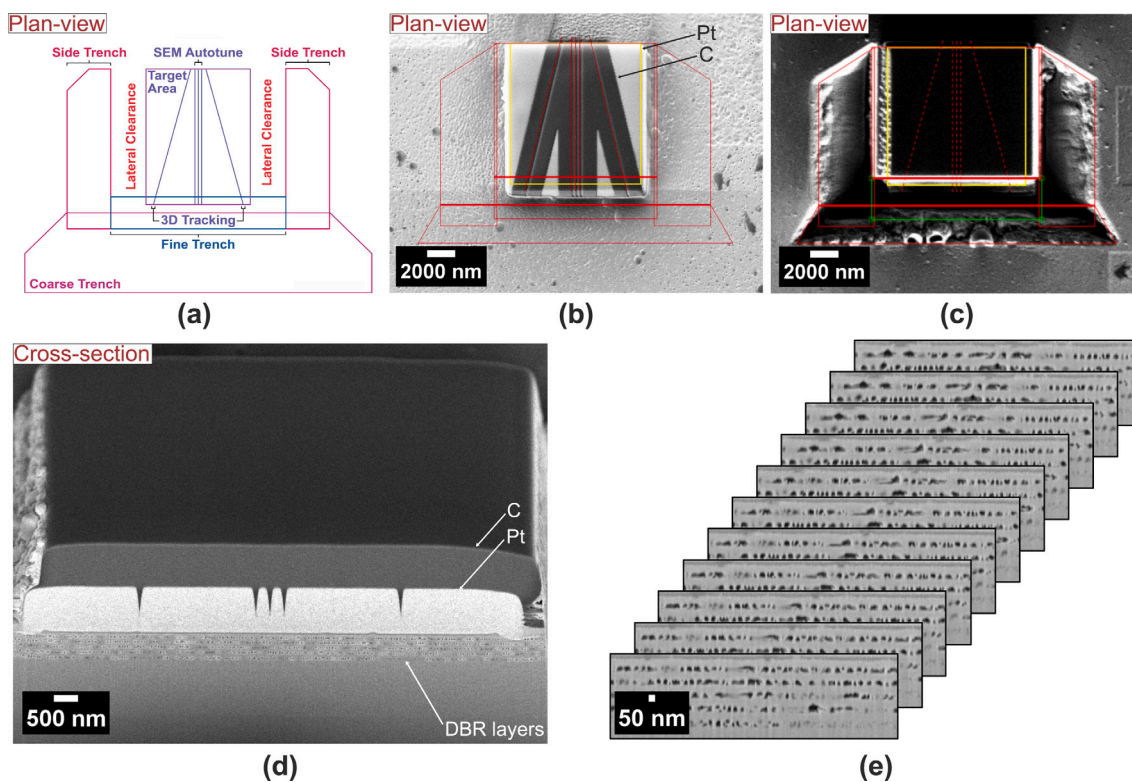 Plan-view
Side Trench
SEM Autotune
Side Trench
Target
Area
Lateral Clearance
Lateral Clearance
3D Tracking
Fine Trench
Coarse Trench
(a)
Plan-view
Pt
C
2000 nm
(b)
Plan-view
2000 nm
(c)
Cross-section
C
Pt
500 nm
DBR layers
(d)
50 nm
(e)